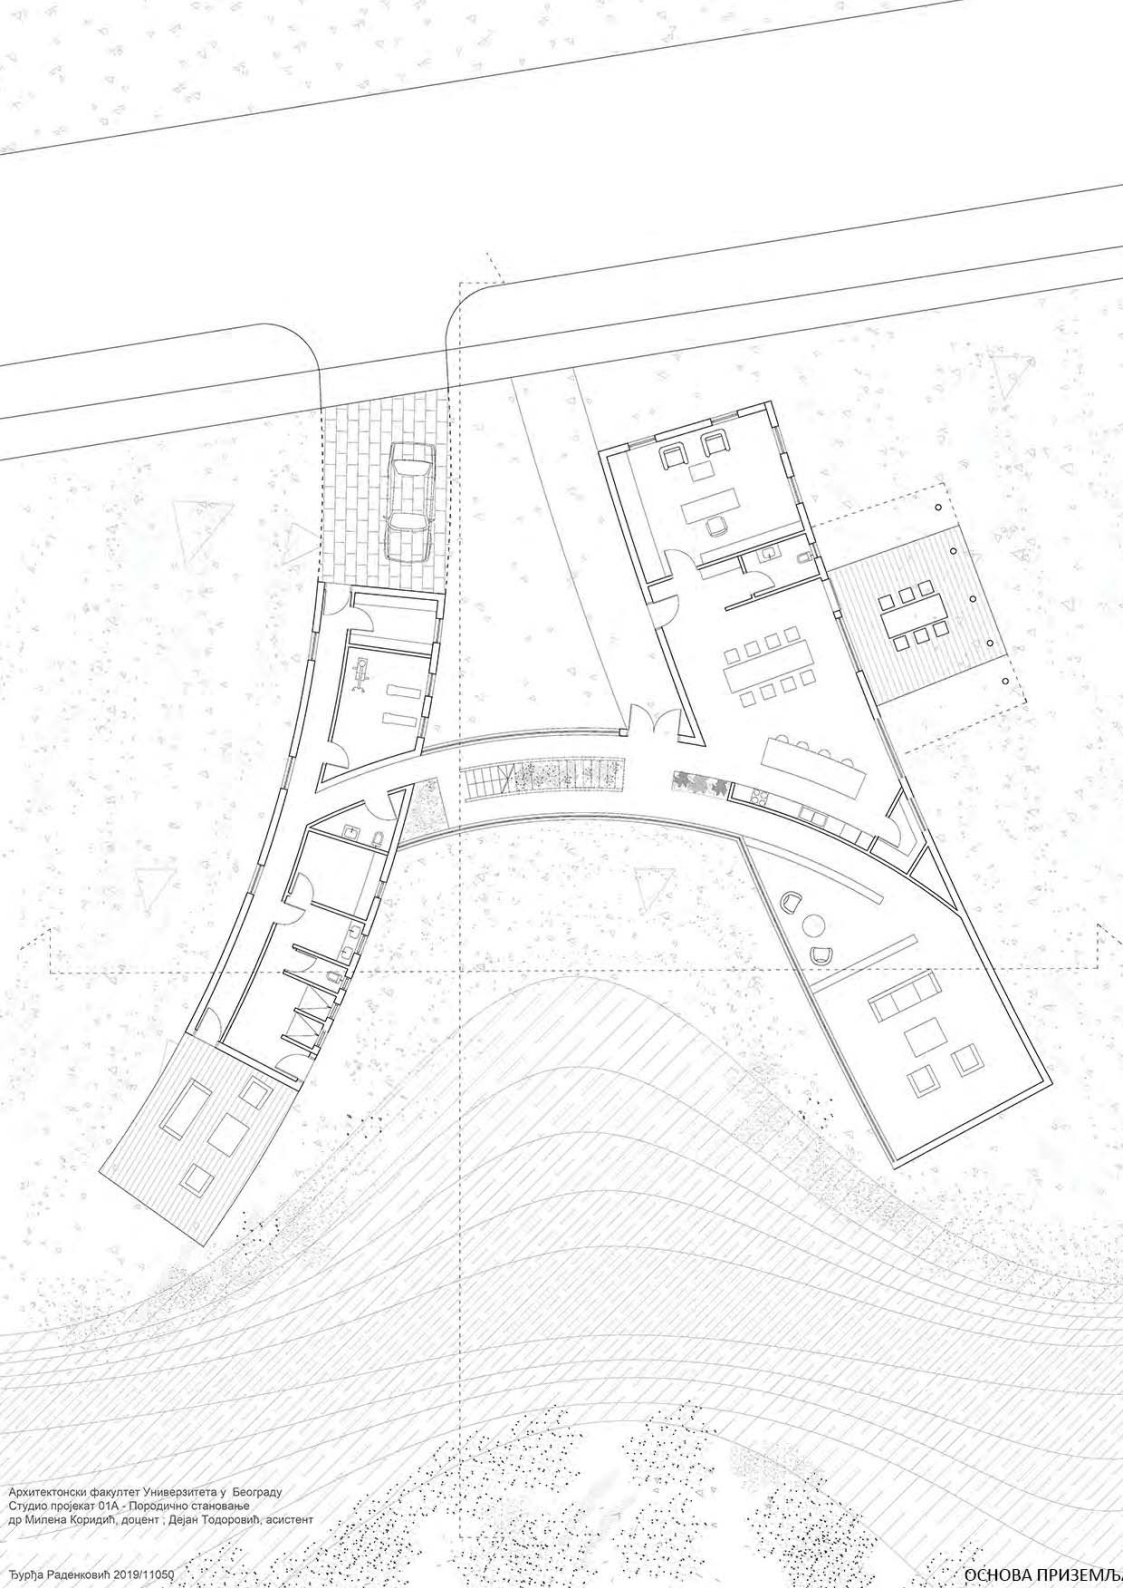 Архитектонски факултет Универзитета у Београду
Студио пројекат 01А - Породично становање
др Милена Коридић, доцент ; Дејан Тодоровић, асистент
Ђурђа Раденковић 2019/11050
ОСНОВА ПРИЗЕМЉА